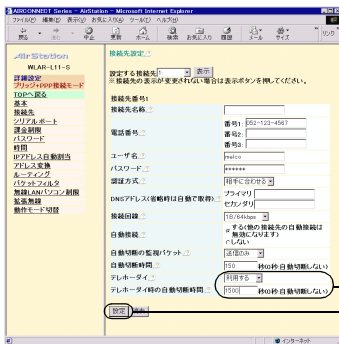 AIRCONNECT Series - AirStation - Microsoft Internet Explorer
ファイル(F) 編集(E) 表示(V) お気に入り(A) ツール(T) ヘルプ(H)
戻る 進む 中止 更新 ホーム 検索 お気に入り 履歴 メール サイズ リンク
AirStation
WLAR-L11-S
詳細設定
ブリッジ+PPP接続モード
TOPへ戻る
基本
接続先
シリアルポート
課金制限
パスワード
時間
IPアドレス自動割当
アドレス変換
ルーティング
パケットフィルタ
無線LANパソコン制限
拡張無線
動作モード切替
接続先設定
設定する接続先 1 表示
※接続先の表示が変更されない場合は表示ボタンを押してください。
接続先番号1
接続先名称
電話番号
番号1: 052-123-4567
番号2:
番号3:
ユーザ名 melco
パスワード ******
認証方式 相手に合わせる
DNSアドレス(省略時は自動で取得)
プライマリ
セカンダリ
接続回線 1B/64kbps
自動接続
する(他の接続先の自動接続は無効になります)
しない
自動切断の監視パケット 送信のみ
自動切断時間 150 秒(0秒:自動切断しない)
テレホーダイ 利用する
テレホーダイ時の自動切断時間 1500 秒(0秒:自動切断しない)
設定
インターネット